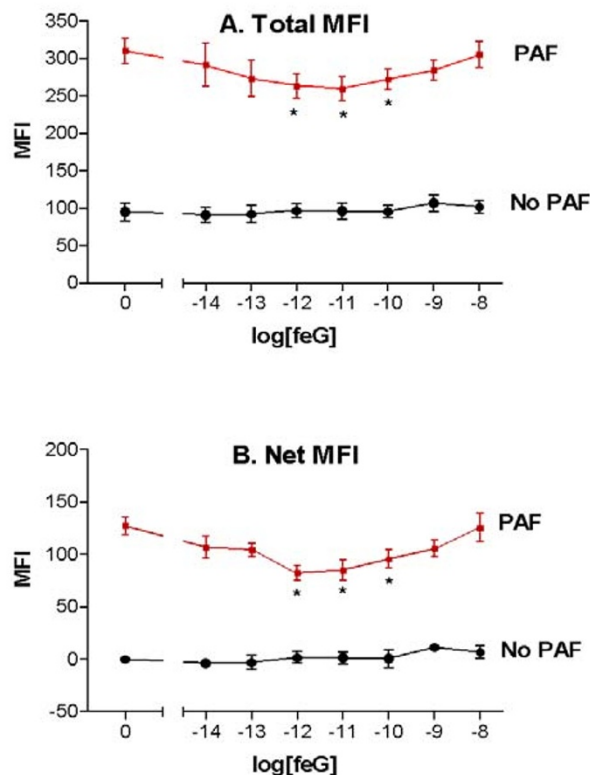 A. Total MFI
350
300
250
200
150
100
50
0
MFI
PAF
* * *
No PAF
0 -14 -13 -12 -11 -10 -9 -8
log[feG]
B. Net MFI
200
150
100
50
0
-50
MFI
PAF
* * *
No PAF
0 -14 -13 -12 -11 -10 -9 -8
log[feG]